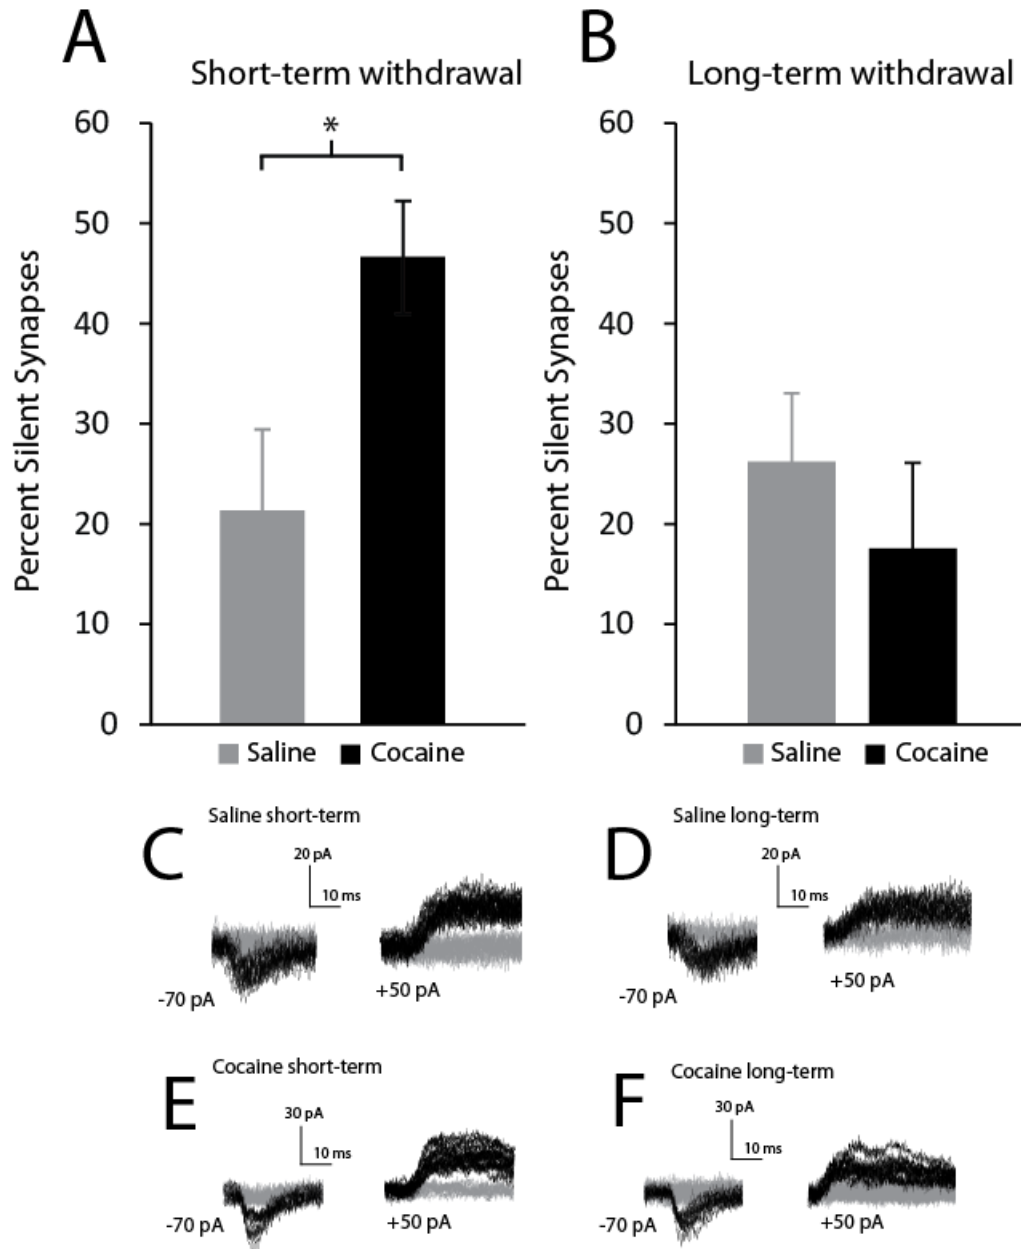 A
Short-term withdrawal
*
60
50
40
30
20
10
0
Percent Silent Synapses
Saline Cocaine
B
Long-term withdrawal
60
50
40
30
20
10
0
Percent Silent Synapses
Saline Cocaine
C
Saline short-term
20 pA
10 ms
-70 pA
+50 pA
D
Saline long-term
20 pA
10 ms
-70 pA
+50 pA
E
Cocaine short-term
30 pA
10 ms
-70 pA
+50 pA
F
Cocaine long-term
30 pA
10 ms
-70 pA
+50 pA